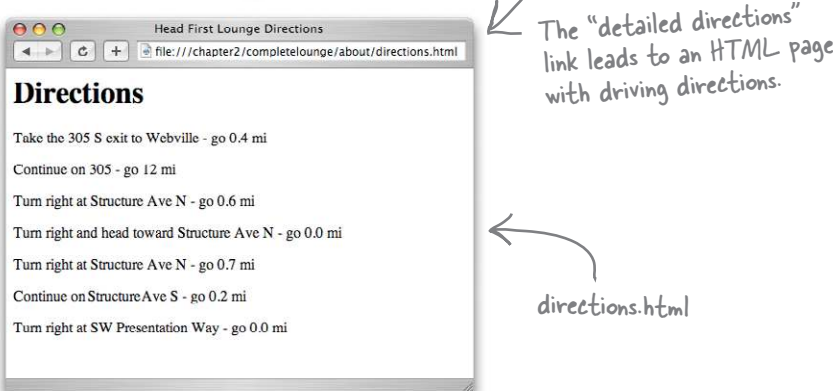 Head First Lounge Directions
file:///chapter2/completelounge/about/directions.html
Directions
Take the 305 S exit to Webville - go 0.4 mi
Continue on 305 - go 12 mi
Turn right at Structure Ave N - go 0.6 mi
Turn right and head toward Structure Ave N - go 0.0 mi
Turn right at Structure Ave N - go 0.7 mi
Continue on Structure Ave S - go 0.2 mi
Turn right at SW Presentation Way - go 0.0 mi
The “detailed directions”
link leads to an HTML page
with driving directions.
directions.html